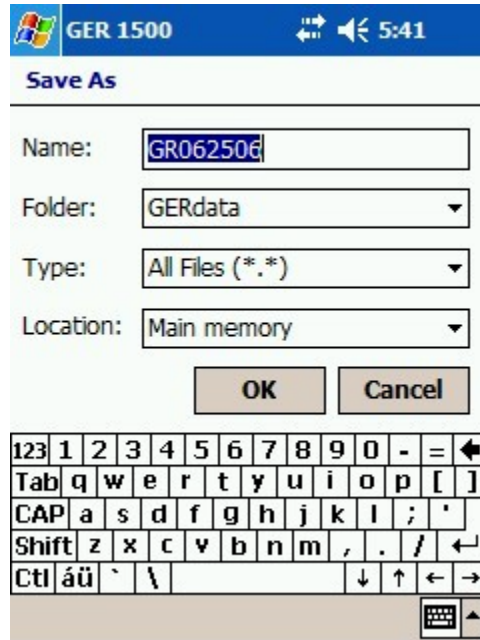 GER 1500 5:41
Save As
Name: GR062506
Folder: GERdata
Type: All Files (*.*)
Location: Main memory
OK Cancel
123 1 2 3 4 5 6 7 8 9 0 - =
Tab q w e r t y u i o p [ ]
CAP a s d f g h j k l ; '
Shift z x c v b n m , . /
Ctl áü ` \ ↓ ↑ ← →